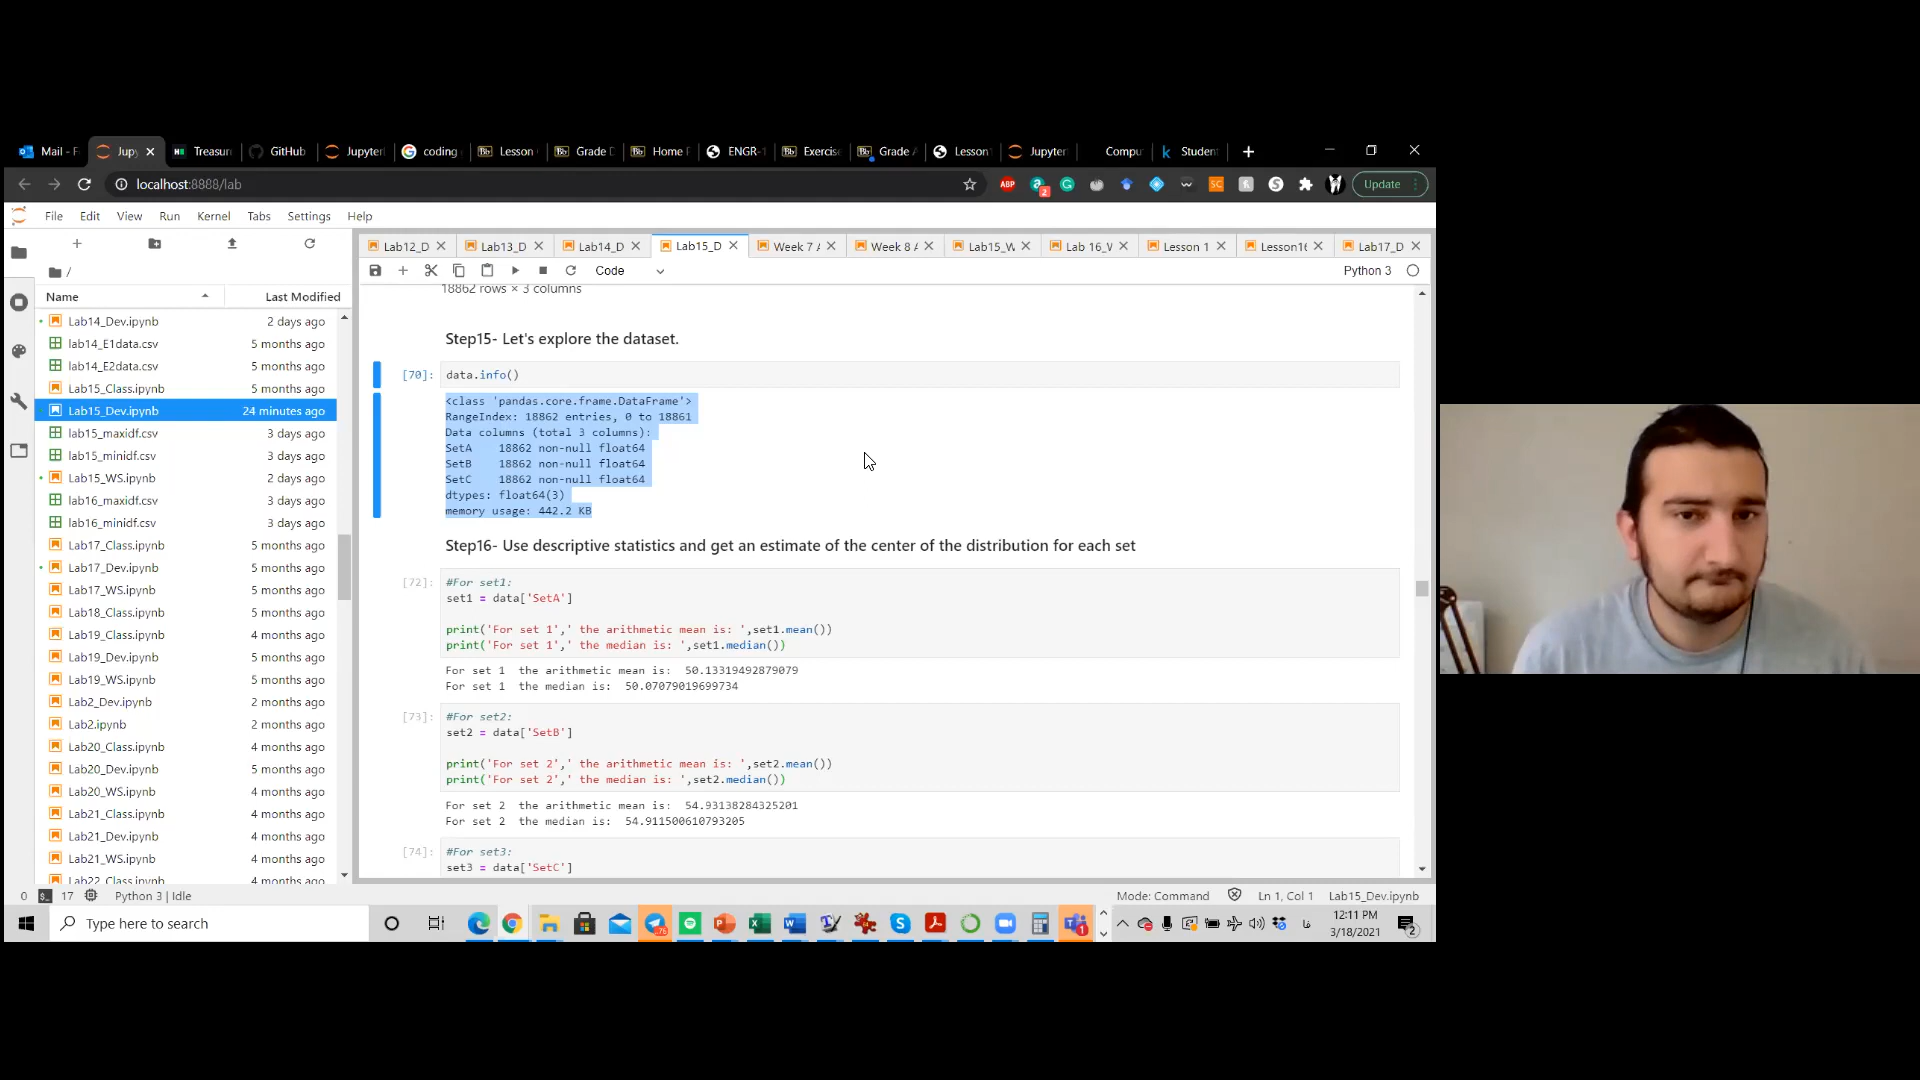 Mail - F
Jupy
Treasur
GitHub
Jupyter
coding
Lesson
Grade
Home F
ENGR-1
Exercise
Grade
Lesson
Jupyter
Compu
Student
localhost:8888/lab
Update
File Edit View Run Kernel Tabs Settings Help
Lab12_D
Lab13_D
Lab14_D
Lab15_D
Week 7
Week 8
Lab15_W
Lab 16_
Lesson 1
Lesson16
Lab17_D
Code
Python 3
/
Name Last Modified
Lab14_Dev.ipynb 2 days ago
lab14_E1data.csv 5 months ago
lab14_E2data.csv 5 months ago
Lab15_Class.ipynb 5 months ago
Lab15_Dev.ipynb 24 minutes ago
lab15_maxidf.csv 3 days ago
lab15_minidf.csv 3 days ago
Lab15_WS.ipynb 2 days ago
lab16_maxidf.csv 3 days ago
lab16_minidf.csv 3 days ago
Lab17_Class.ipynb 5 months ago
Lab17_Dev.ipynb 5 months ago
Lab17_WS.ipynb 5 months ago
Lab18_Class.ipynb 5 months ago
Lab19_Class.ipynb 4 months ago
Lab19_Dev.ipynb 5 months ago
Lab19_WS.ipynb 5 months ago
Lab2_Dev.ipynb 2 months ago
Lab2.ipynb 2 months ago
Lab20_Class.ipynb 4 months ago
Lab20_Dev.ipynb 5 months ago
Lab20_WS.ipynb 4 months ago
Lab21_Class.ipynb 4 months ago
Lab21_Dev.ipynb 4 months ago
Lab21_WS.ipynb 4 months ago
Lab22_Class.ipynb 4 months ago
18862 rows × 3 columns
Step15- Let's explore the dataset.
[70]: data.info()
<class 'pandas.core.frame.DataFrame'>
RangeIndex: 18862 entries, 0 to 18861
Data columns (total 3 columns):
SetA 18862 non-null float64
SetB 18862 non-null float64
SetC 18862 non-null float64
dtypes: float64(3)
memory usage: 442.2 KB
Step16- Use descriptive statistics and get an estimate of the center of the distribution for each set
[72]: #For set1:
set1 = data['SetA']
print('For set 1',' the arithmetic mean is: ',set1.mean())
print('For set 1',' the median is: ',set1.median())
For set 1 the arithmetic mean is: 50.13319492879079
For set 1 the median is: 50.07079019699734
[73]: #For set2:
set2 = data['SetB']
print('For set 2',' the arithmetic mean is: ',set2.mean())
print('For set 2',' the median is: ',set2.median())
For set 2 the arithmetic mean is: 54.93138284325201
For set 2 the median is: 54.911500610793205
[74]: #For set3:
set3 = data['SetC']
0 17 Python 3 | Idle
Mode: Command Ln 1, Col 1 Lab15_Dev.ipynb
Type here to search
12:11 PM
3/18/2021